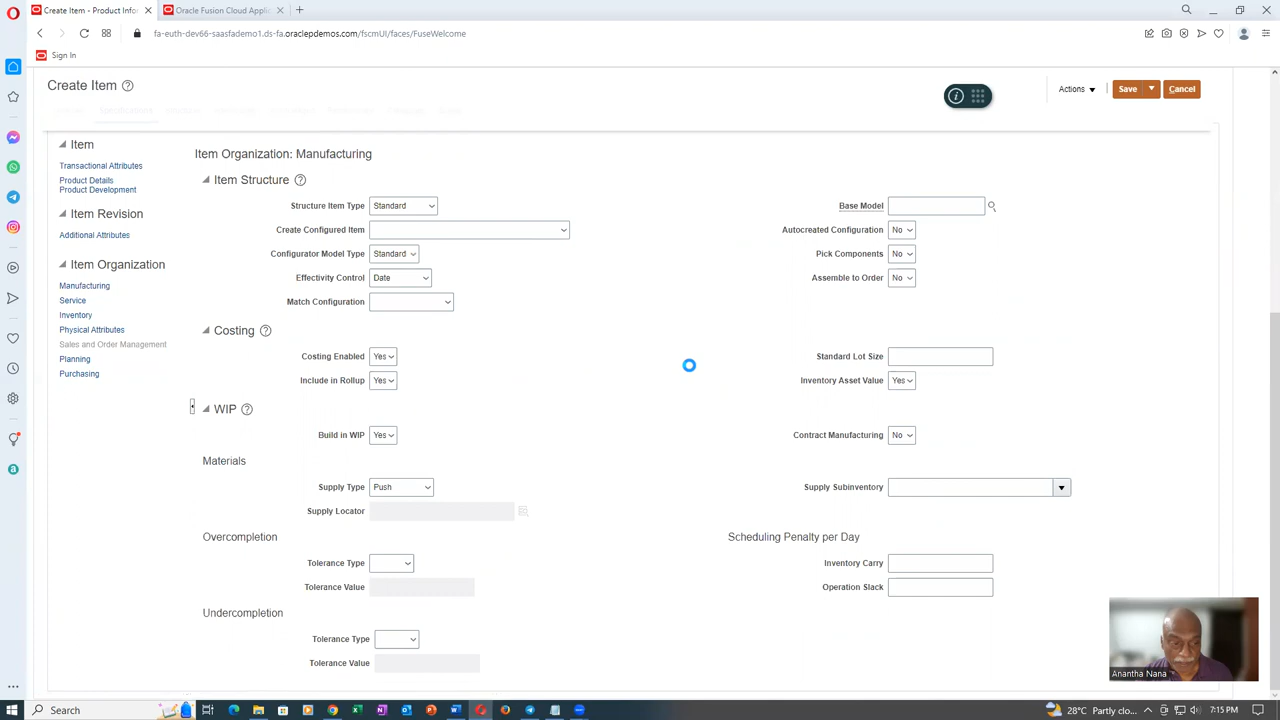 Create Item - Product Infor
Oracle Fusion Cloud Applic
fa-euth-dev66-saasfademo1.ds-fa.oraclepdemos.com/fscmUI/faces/FuseWelcome
Sign In
Create Item
Actions
Save
Cancel
Item
Transactional Attributes
Product Details
Product Development
Item Revision
Additional Attributes
Item Organization
Manufacturing
Service
Inventory
Physical Attributes
Sales and Order Management
Planning
Purchasing
Item Organization: Manufacturing
Item Structure
Structure Item Type Standard
Base Model
Create Configured Item
Autocreated Configuration No
Configurator Model Type Standard
Pick Components No
Effectivity Control Date
Assemble to Order No
Match Configuration
Costing
Costing Enabled Yes
Standard Lot Size
Include in Rollup Yes
Inventory Asset Value Yes
WIP
Build in WIP Yes
Contract Manufacturing No
Materials
Supply Type Push
Supply Subinventory
Supply Locator
Overcompletion
Scheduling Penalty per Day
Tolerance Type
Inventory Carry
Tolerance Value
Operation Slack
Undercompletion
Tolerance Type
Tolerance Value
Anantha Nana
Search
28°C Partly clo...
7:15 PM